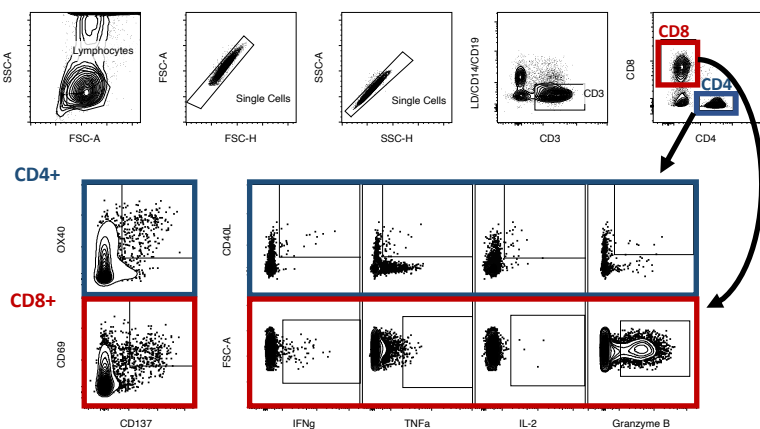 SSC-A
Lymphocytes
FSC-A
FSC-A
Single Cells
FSC-H
SSC-A
Single Cells
SSC-H
LD/CD14/CD19
CD3
CD3
CD8
CD8
CD4
CD4
CD4+
OX40
CD40L
CD8+
CD69
CD137
FSC-A
IFNg
TNFa
IL-2
Granzyme B